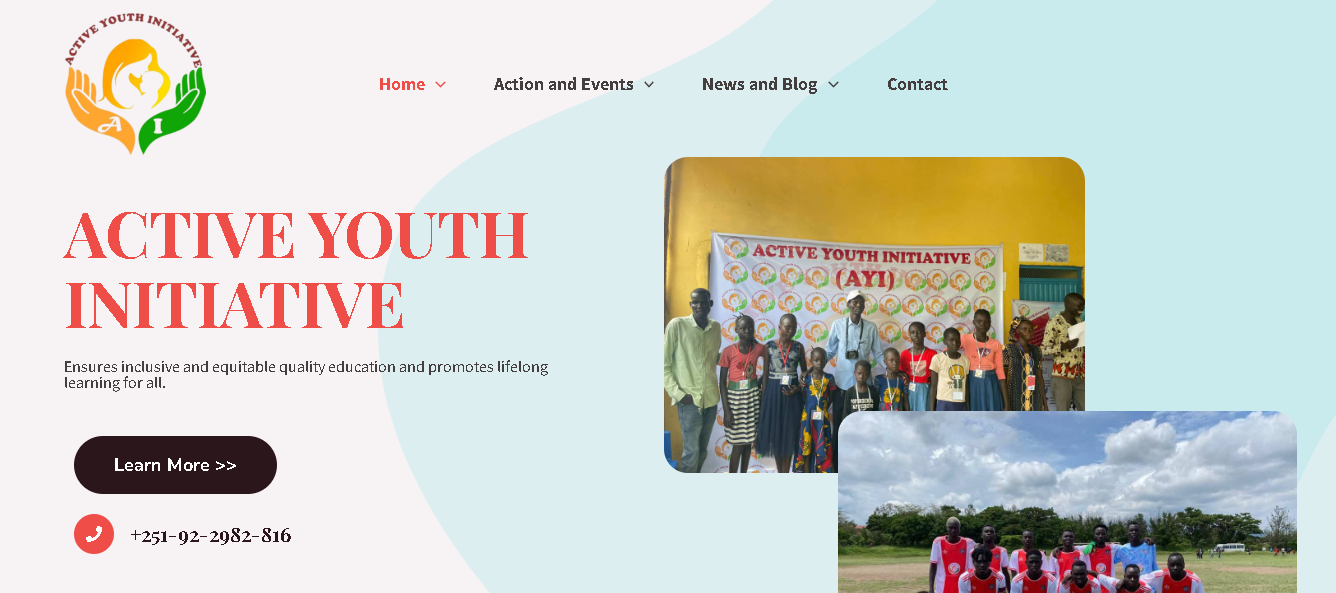 ACTIVE YOUTH INITIATIVE
A I
Home
Action and Events
News and Blog
Contact
ACTIVE YOUTH
INITIATIVE
Ensures inclusive and equitable quality education and promotes lifelong
learning for all.
Learn More >>
+251-92-2982-816
ACTIVE YOUTH INITIATIVE
(AYI)